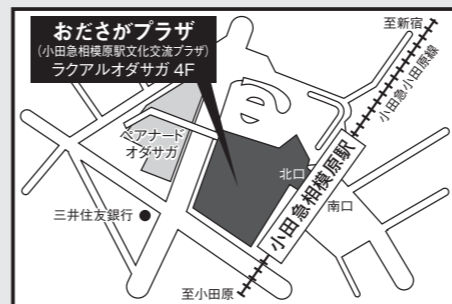 おださがプラザ
(小田急相模原駅文化交流プラザ)
ラクアルオダサガ 4F
至新宿
小田急小田原線
ペアナード
オダサガ
北口
小田急相模原駅
南口
三井住友銀行
至小田原